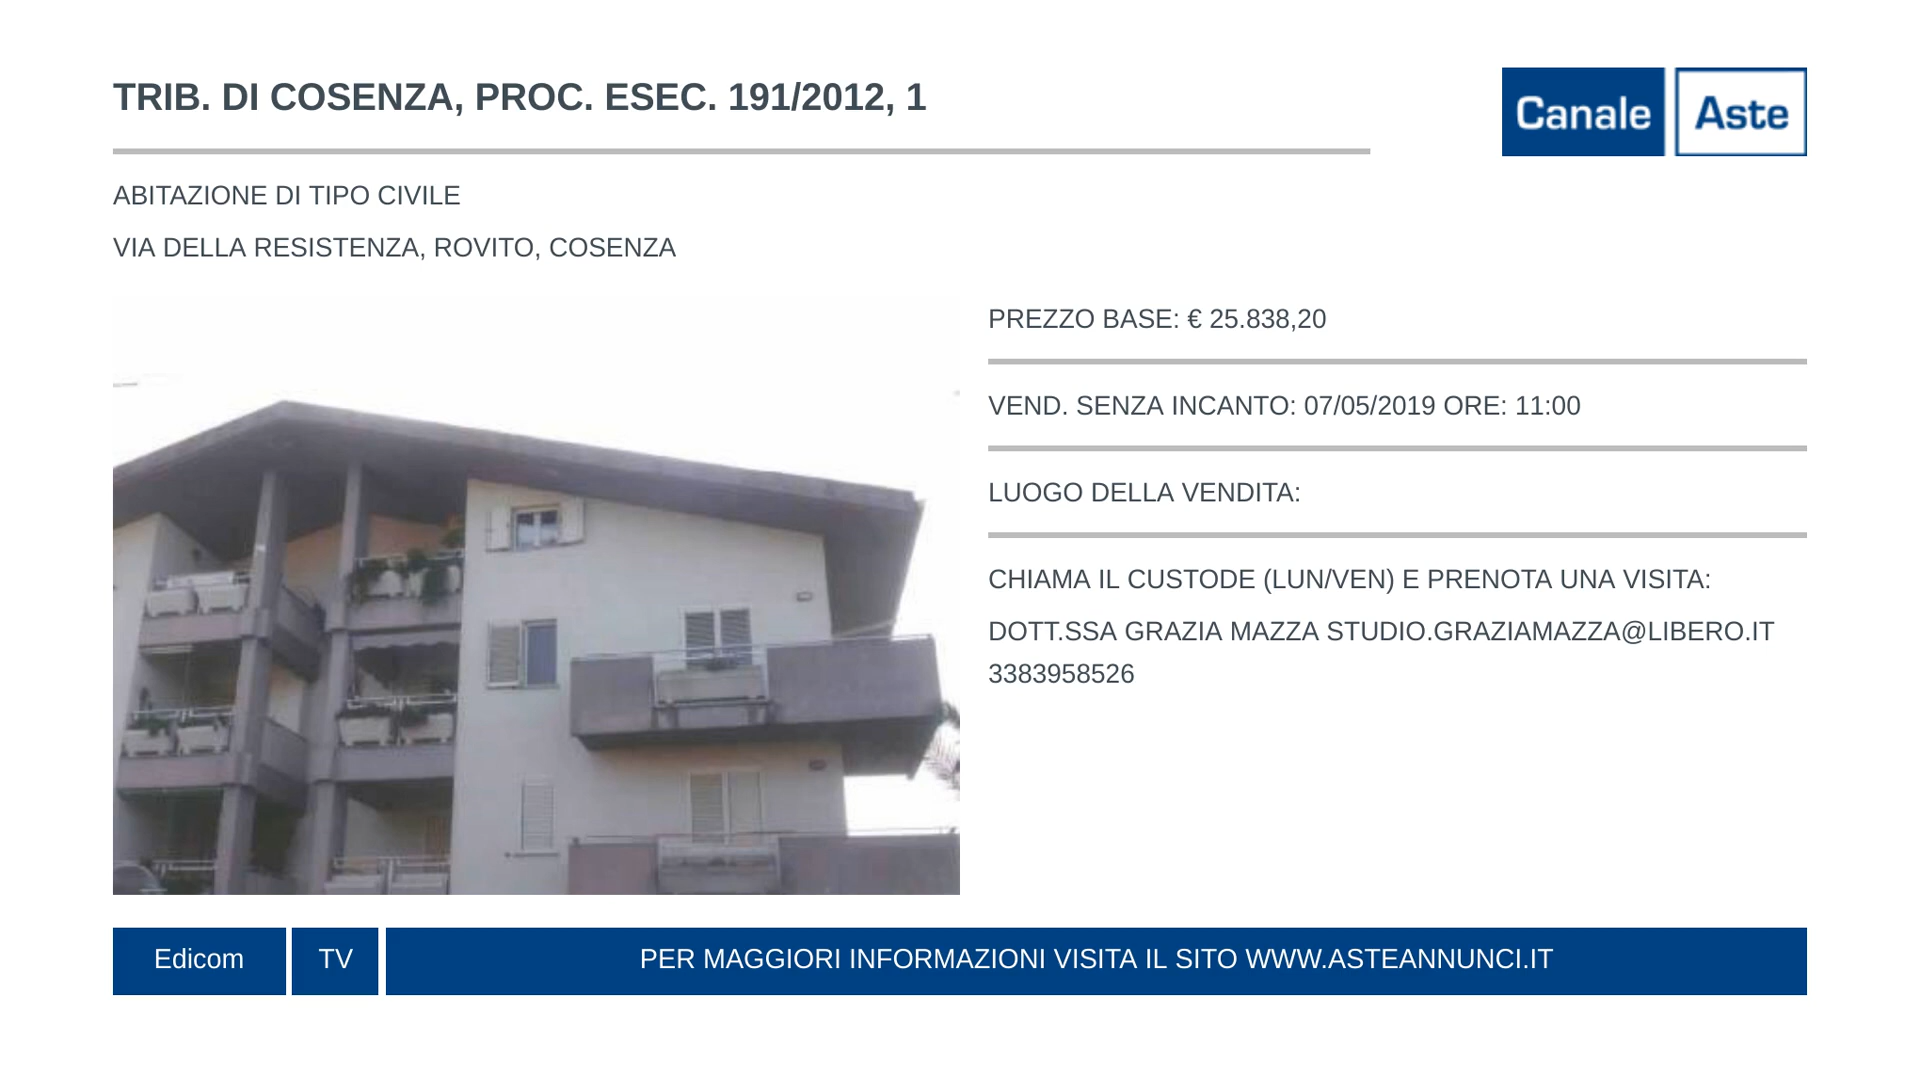 TRIB. DI COSENZA, PROC. ESEC. 191/2012, 1
Canale Aste
ABITAZIONE DI TIPO CIVILE
VIA DELLA RESISTENZA, ROVITO, COSENZA
PREZZO BASE: € 25.838,20
VEND. SENZA INCANTO: 07/05/2019 ORE: 11:00
LUOGO DELLA VENDITA:
CHIAMA IL CUSTODE (LUN/VEN) E PRENOTA UNA VISITA:
DOTT.SSA GRAZIA MAZZA STUDIO.GRAZIAMAZZA@LIBERO.IT
3383958526
Edicom TV PER MAGGIORI INFORMAZIONI VISITA IL SITO WWW.ASTEANNUNCI.IT